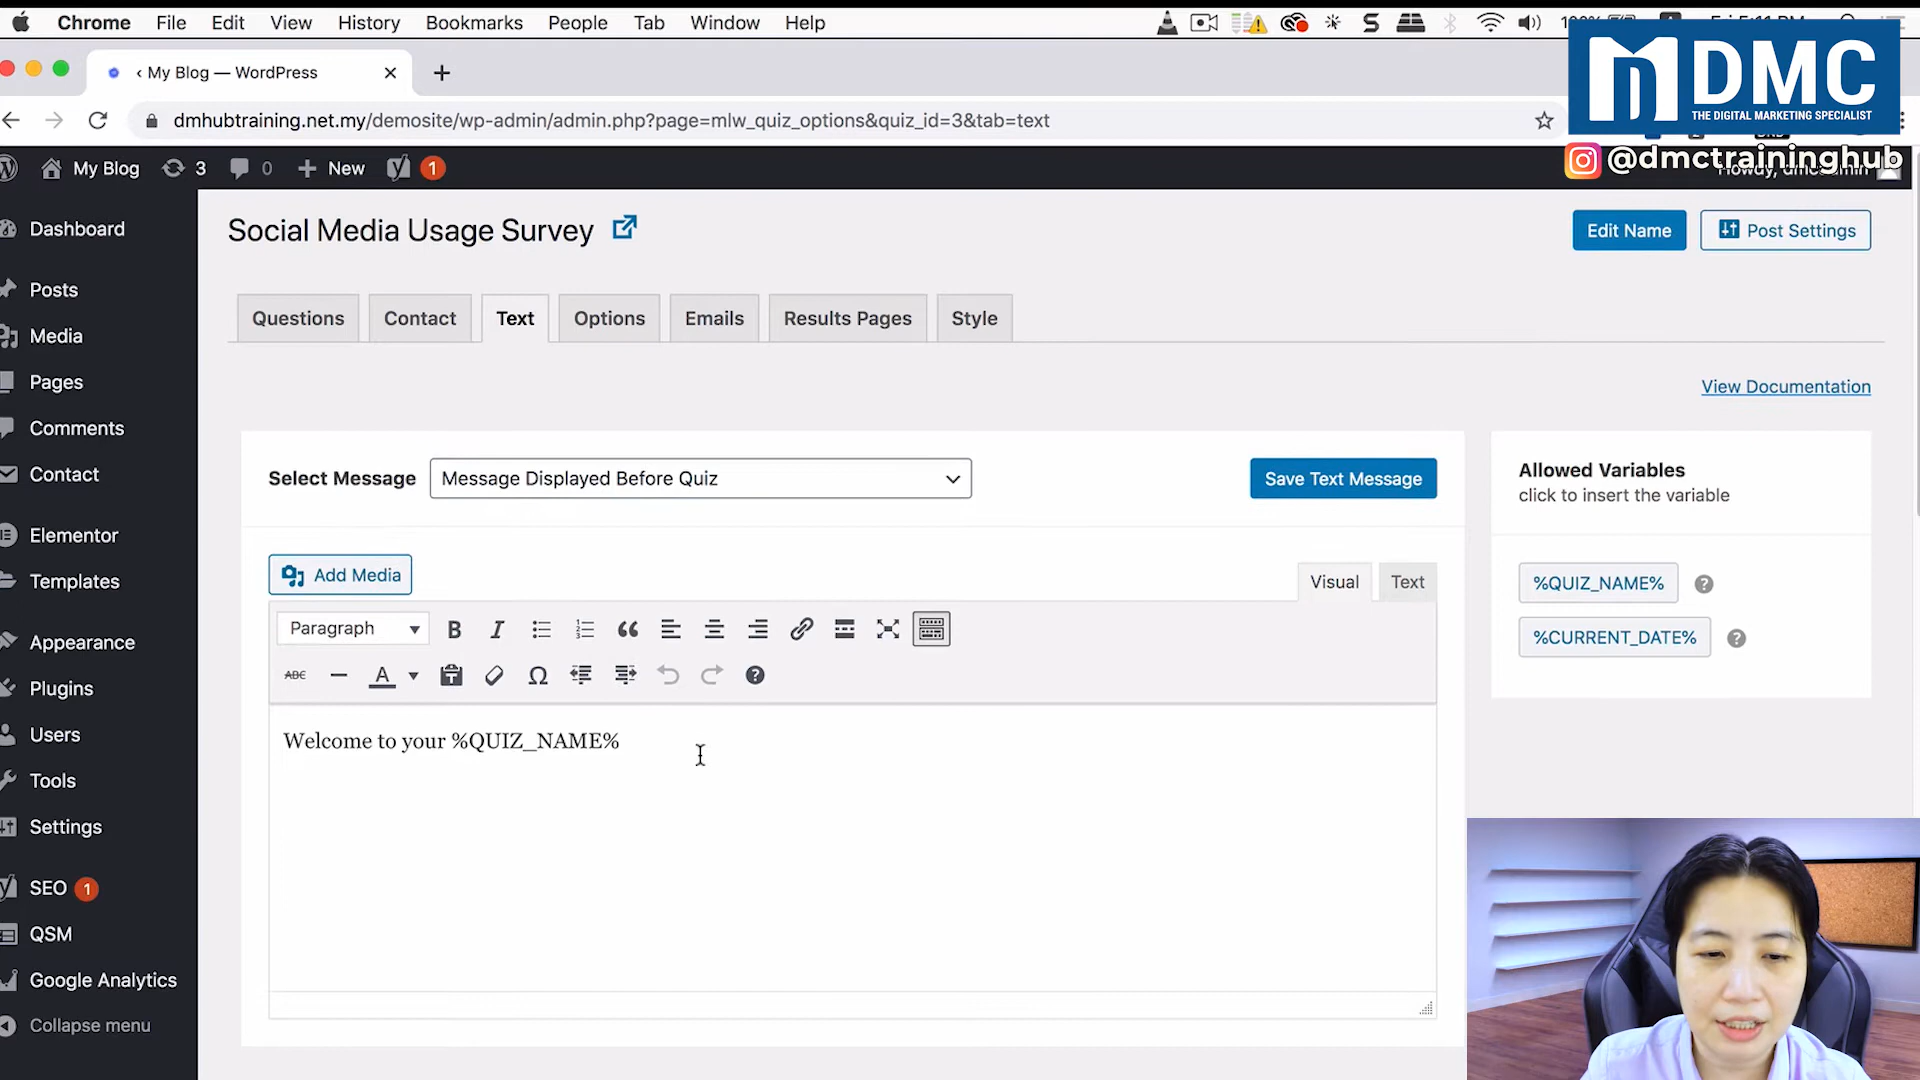 Chrome File Edit View History Bookmarks People Tab Window Help
‹ My Blog — WordPress
dmhubtraining.net.my/demosite/wp-admin/admin.php?page=mlw_quiz_options&quiz_id=3&tab=text
DMC
THE DIGITAL MARKETING SPECIALIST
@dmctraininghub
My Blog 3 0 New 1
Dashboard
Posts
Media
Pages
Comments
Contact
Elementor
Templates
Appearance
Plugins
Users
Tools
Settings
SEO 1
QSM
Google Analytics
Collapse menu
Social Media Usage Survey
Edit Name
Post Settings
Questions Contact Text Options Emails Results Pages Style
View Documentation
Select Message Message Displayed Before Quiz Save Text Message
Add Media
Visual Text
Paragraph B I
ABC A
Welcome to your %QUIZ_NAME%
Allowed Variables
click to insert the variable
%QUIZ_NAME%
%CURRENT_DATE%